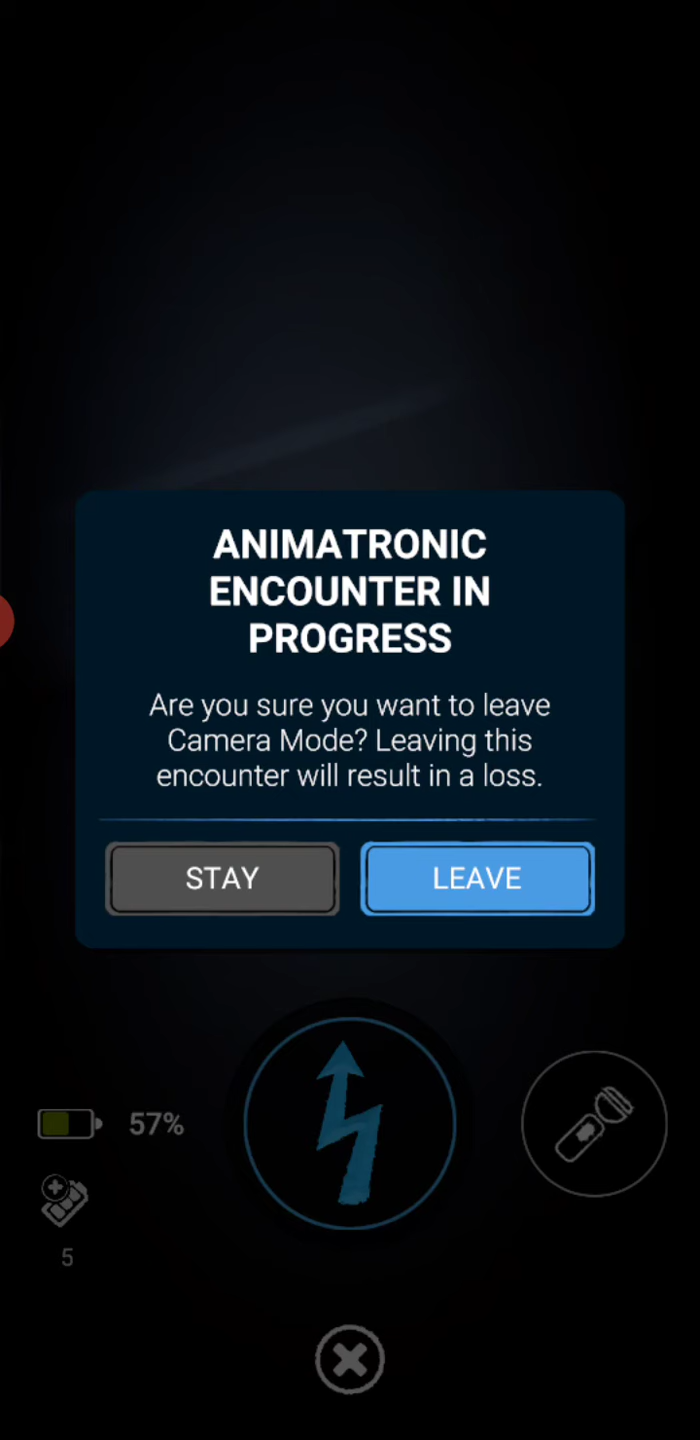 ANIMATRONIC
ENCOUNTER IN
PROGRESS
Are you sure you want to leave
Camera Mode? Leaving this
encounter will result in a loss.
STAY
LEAVE
57%
5